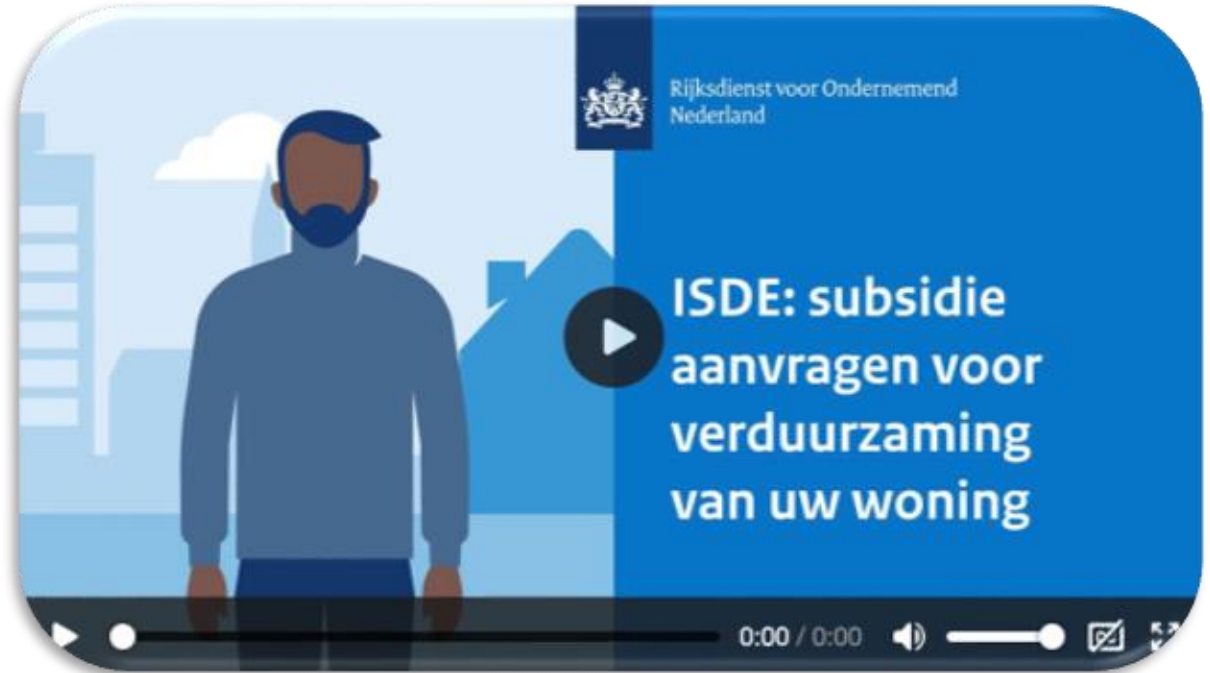 Rijksdienst voor Ondernemend
Nederland
ISDE: subsidie
aanvragen voor
verduurzaming
van uw woning
0:00 / 0:00